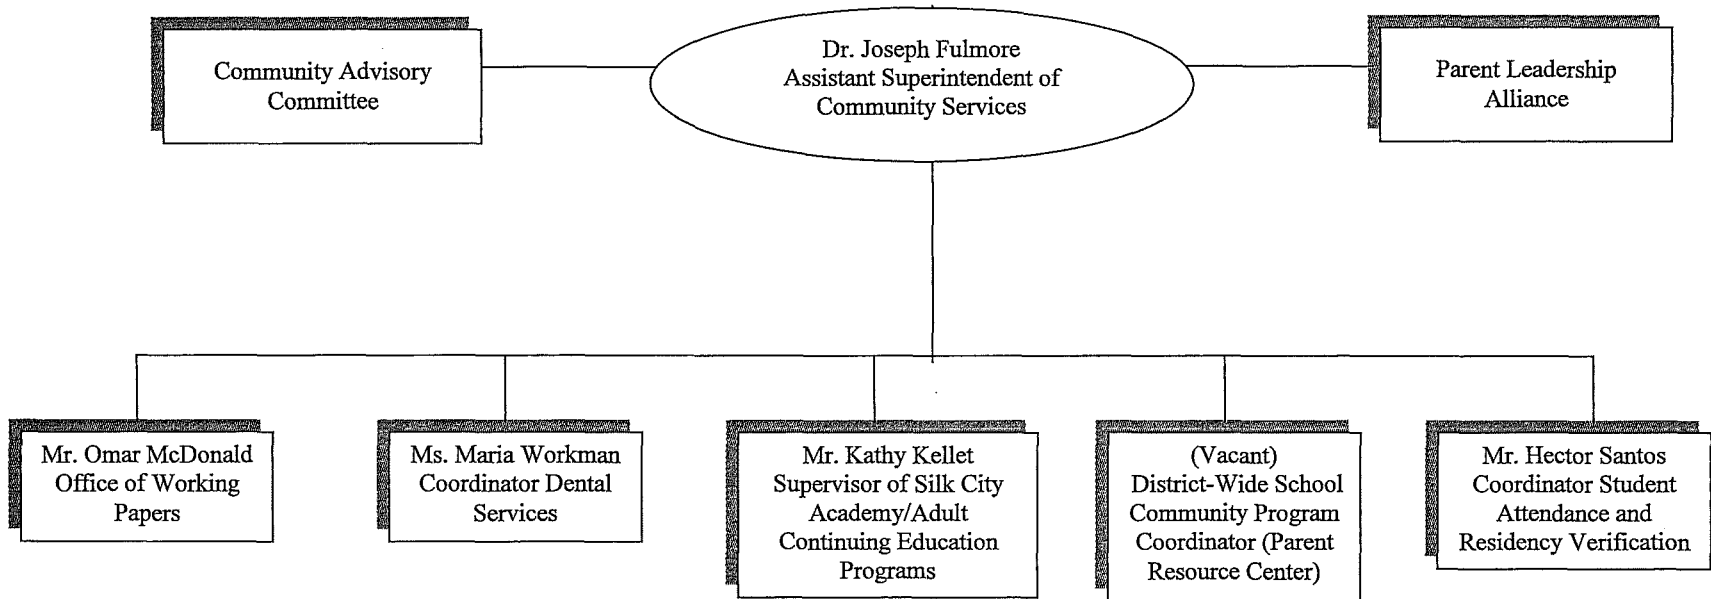 Community Advisory
Committee
Dr. Joseph Fulmore
Assistant Superintendent of
Community Services
Parent Leadership
Alliance
Mr. Omar McDonald
Office of Working
Papers
Ms. Maria Workman
Coordinator Dental
Services
Mr. Kathy Kellet
Supervisor of Silk City
Academy/Adult
Continuing Education
Programs
(Vacant)
District-Wide School
Community Program
Coordinator (Parent
Resource Center)
Mr. Hector Santos
Coordinator Student
Attendance and
Residency Verification